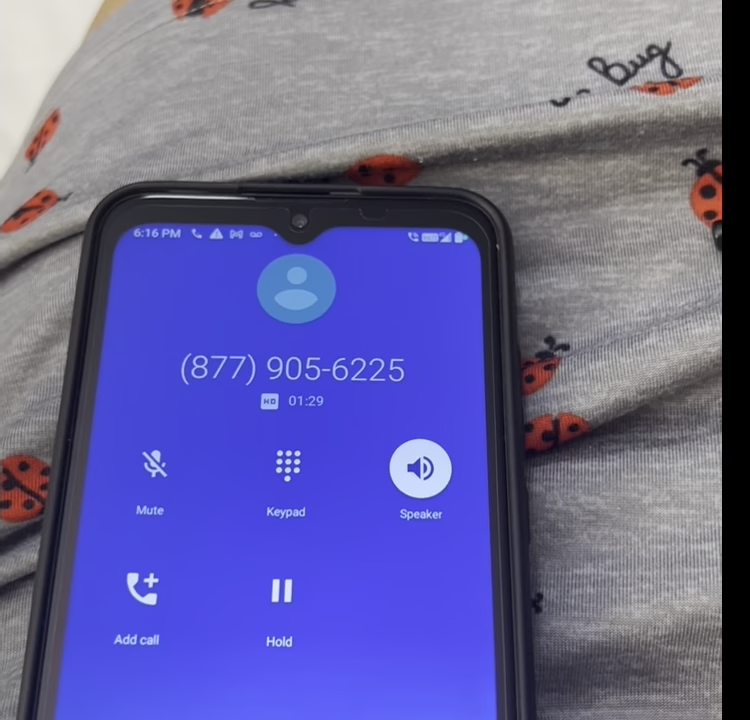 Bug
6:16 PM
(877) 905-6225
HD 01:29
Mute Keypad Speaker
Add call Hold